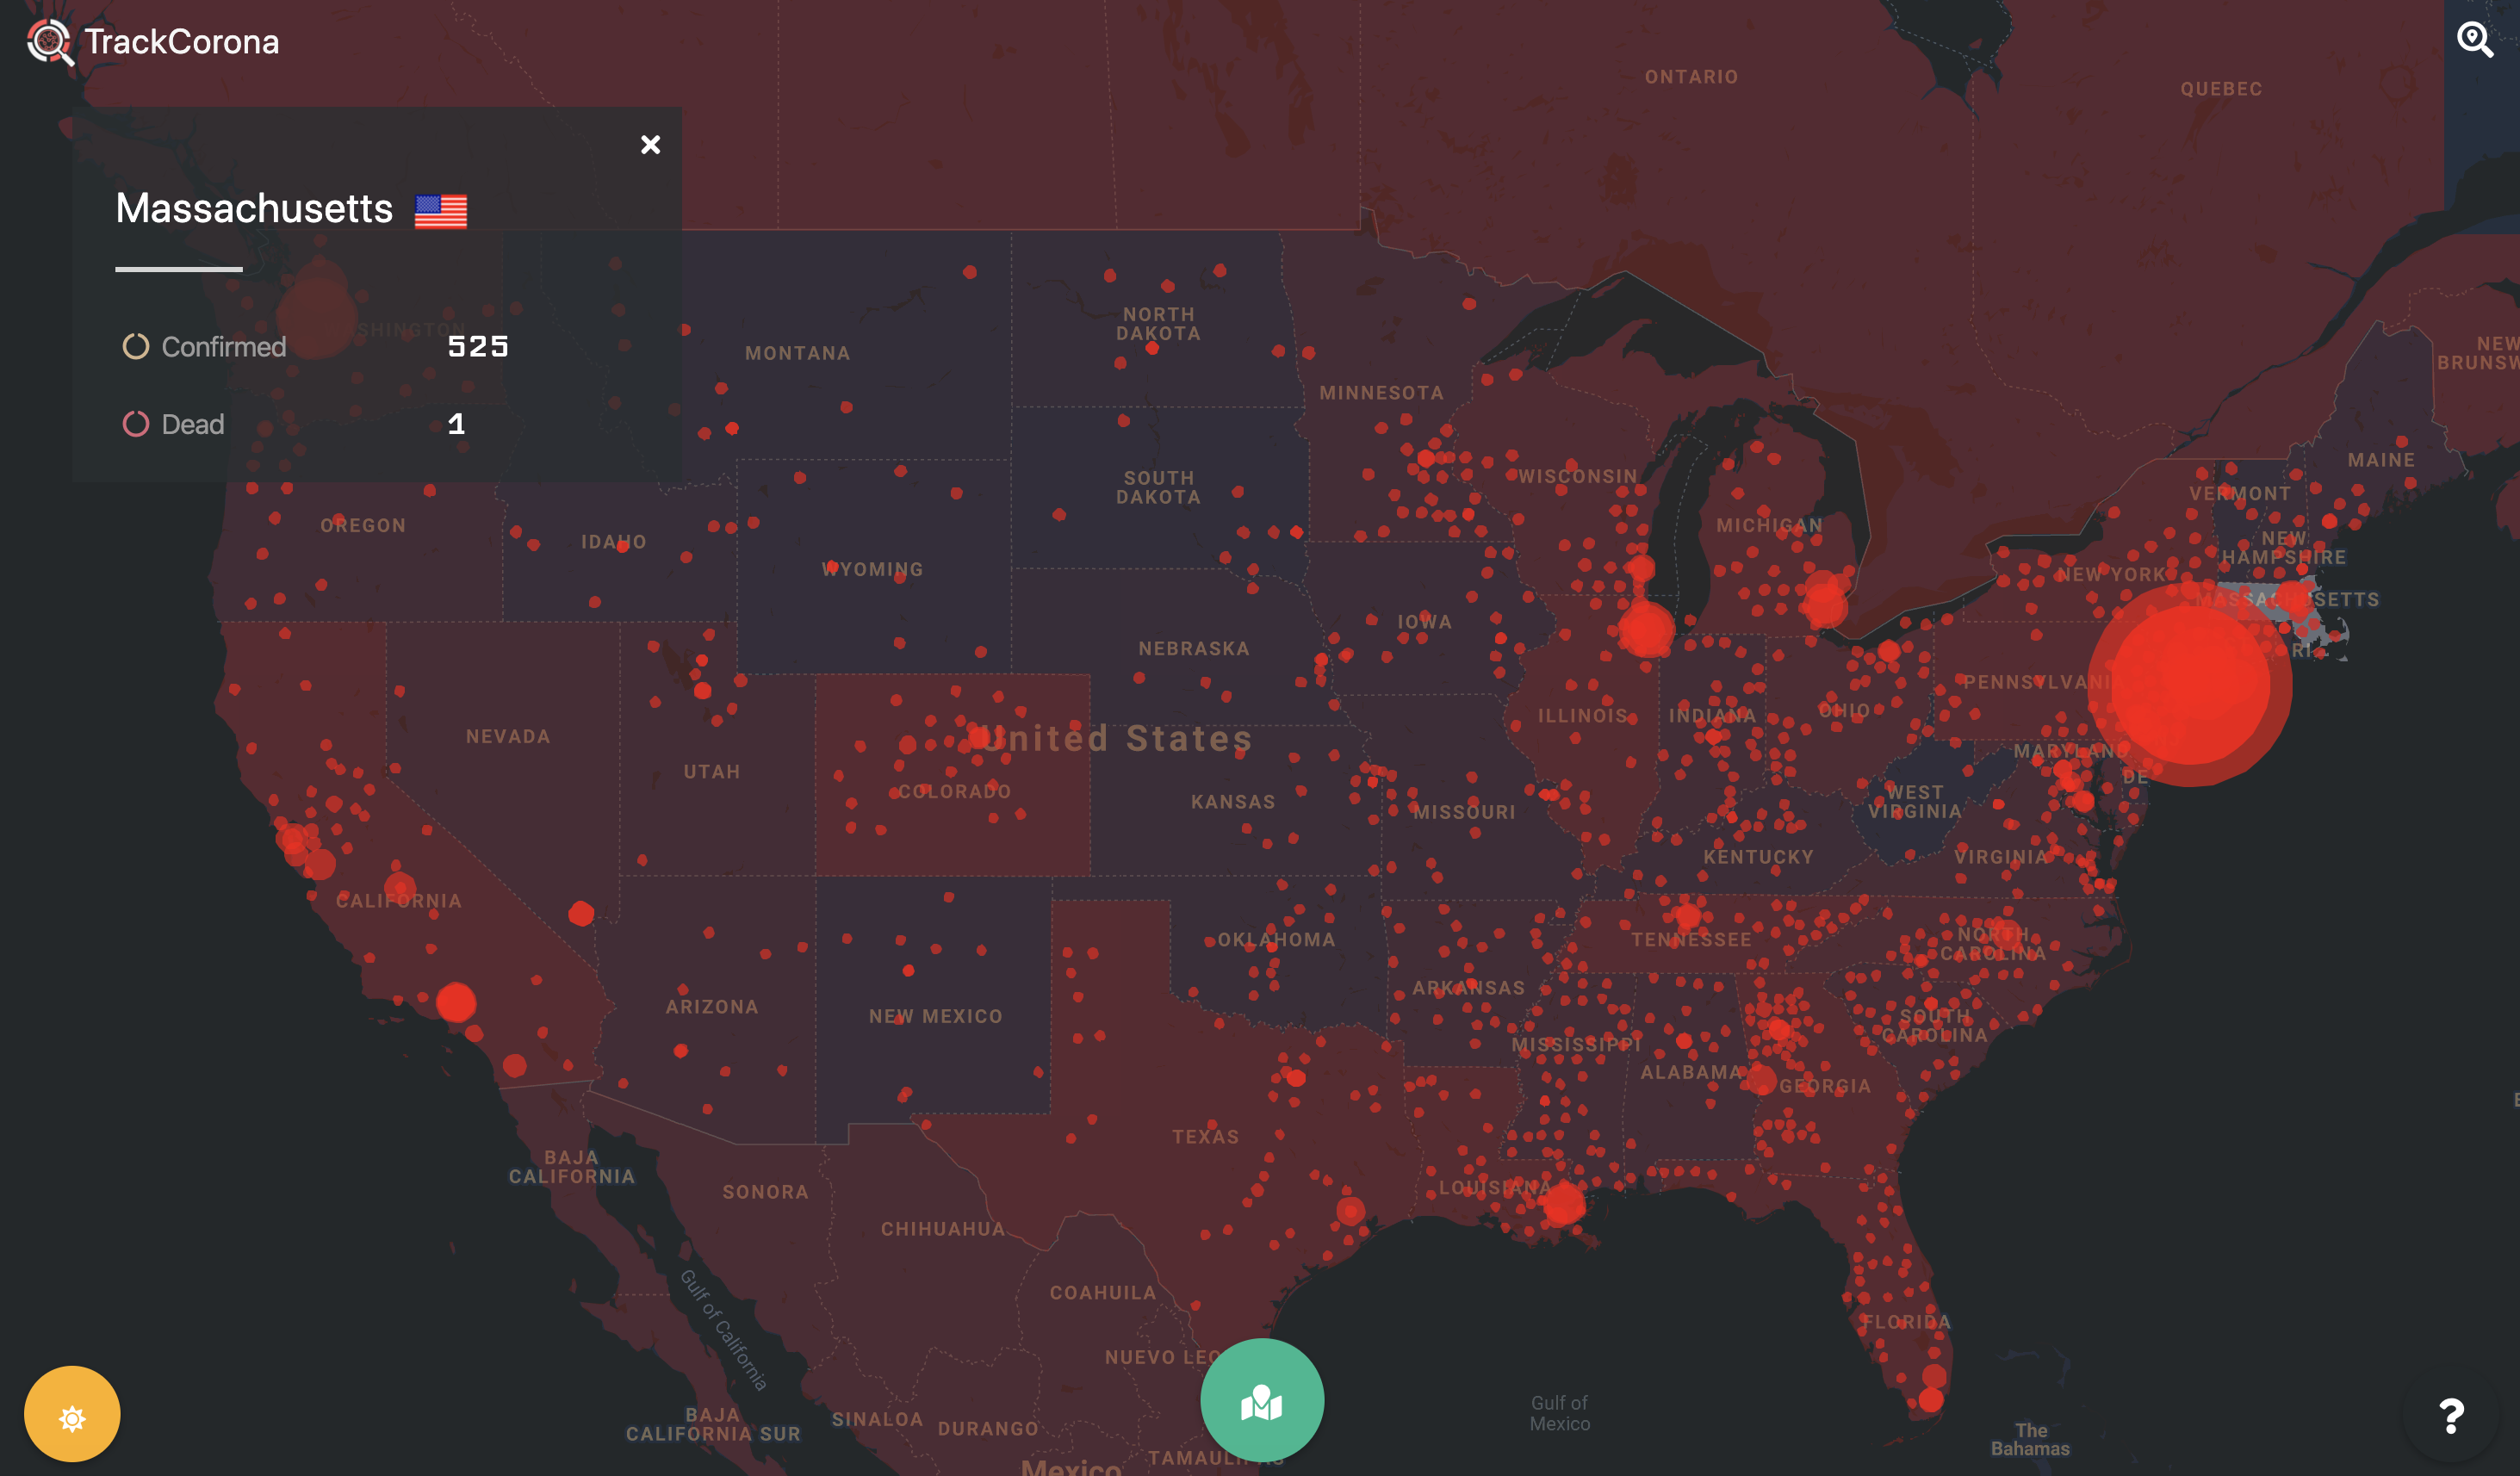 TrackCorona
Massachusetts
Confirmed 525
Dead 1
ONTARIO
QUEBEC
WASHINGTON
MONTANA
NORTH
DAKOTA
MINNESOTA
SOUTH
DAKOTA
WISCONSIN
MICHIGAN
MAINE
VERMONT
NEW
HAMPSHIRE
NEW YORK
MASSACHUSETTS
RI
OREGON
IDAHO
WYOMING
IOWA
NEBRASKA
PENNSYLVANI
ILLINOIS
INDIANA
OHIO
NEVADA
UTAH
United States
COLORADO
KANSAS
MISSOURI
MARYLAND
DE
WEST
VIRGINIA
KENTUCKY
VIRGINIA
CALIFORNIA
OKLAHOMA
TENNESSEE
NORTH
CAROLINA
ARIZONA
NEW MEXICO
ARKANSAS
SOUTH
CAROLINA
MISSISSIPPI
ALABAMA
GEORGIA
TEXAS
LOUISIANA
BAJA
CALIFORNIA
SONORA
CHIHUAHUA
COAHUILA
Gulf of California
FLORIDA
NUEVO LEO
BAJA
CALIFORNIA SUR
SINALOA
DURANGO
TAMAULIPAS
Mexico
Gulf of
Mexico
The
Bahamas
NEW
BRUNSW
?